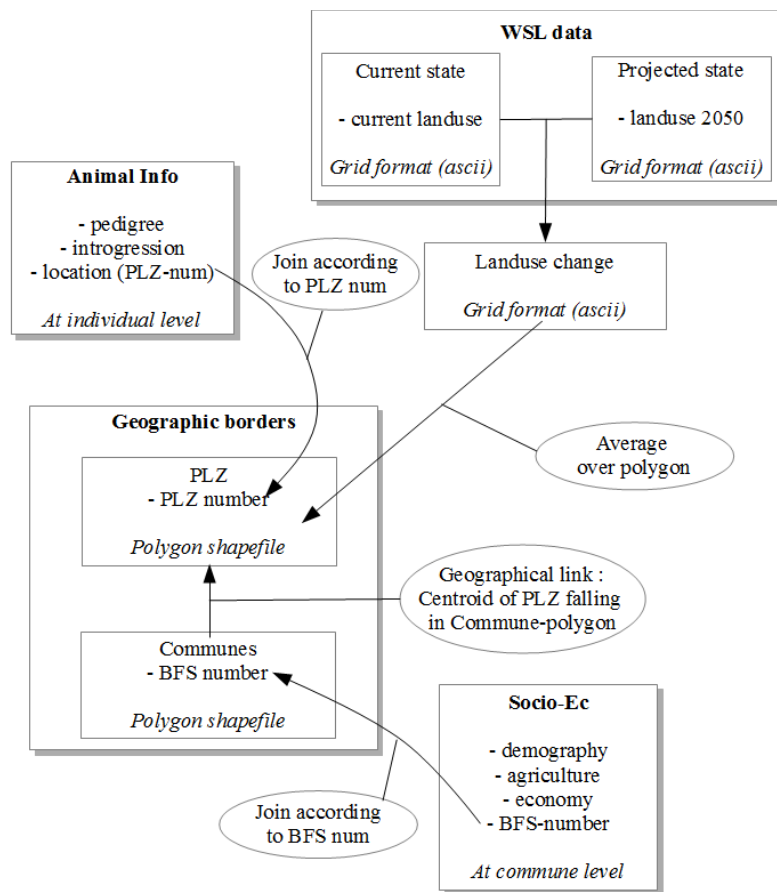 WSL data
Current state
- current landuse
Grid format (ascii)
Projected state
- landuse 2050
Grid format (ascii)
Animal Info
- pedigree
- introgression
- location (PLZ-num)
At individual level
Join according
to PLZ num
Landuse change
Grid format (ascii)
Geographic borders
PLZ
- PLZ number
Polygon shapefile
Average
over polygon
Geographical link :
Centroid of PLZ falling
in Commune-polygon
Communes
- BFS number
Polygon shapefile
Socio-Ec
- demography
- agriculture
- economy
- BFS-number
At commune level
Join according
to BFS num